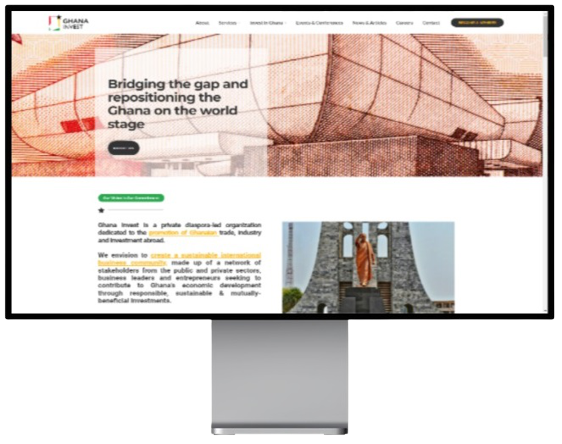 GHANA
INVEST
About Services Invest In Ghana Events & Conferences News & Articles Careers Contact BECOME A MEMBER
Bridging the gap and
repositioning the
Ghana on the world
stage
ABOUT US
Ghana Invest is a private diaspora-led organization
dedicated to the promotion of Ghanaian trade, industry
and investment abroad.
We envision to create a sustainable international
business community, made up of a network of
stakeholders from the public and private sectors,
business leaders and entrepreneurs seeking to
contribute to Ghana's economic development
through responsible, sustainable & mutually-
beneficial investments.